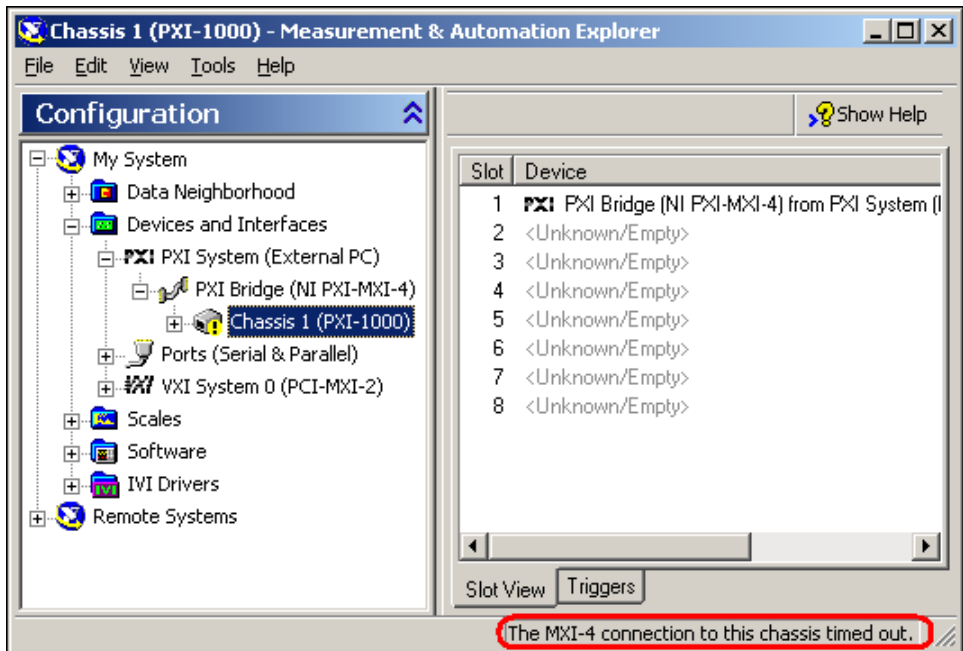 Chassis 1 (PXI-1000) - Measurement & Automation Explorer
File Edit View Tools Help
Configuration
Show Help
My System
Data Neighborhood
Devices and Interfaces
PXI PXI System (External PC)
PXI Bridge (NI PXI-MXI-4)
Chassis 1 (PXI-1000)
Ports (Serial & Parallel)
VXI VXI System 0 (PCI-MXI-2)
Scales
Software
IVI IVI Drivers
Remote Systems
Slot Device
1 PXI PXI Bridge (NI PXI-MXI-4) from PXI System (
2 <Unknown/Empty>
3 <Unknown/Empty>
4 <Unknown/Empty>
5 <Unknown/Empty>
6 <Unknown/Empty>
7 <Unknown/Empty>
8 <Unknown/Empty>
Slot View Triggers
The MXI-4 connection to this chassis timed out.